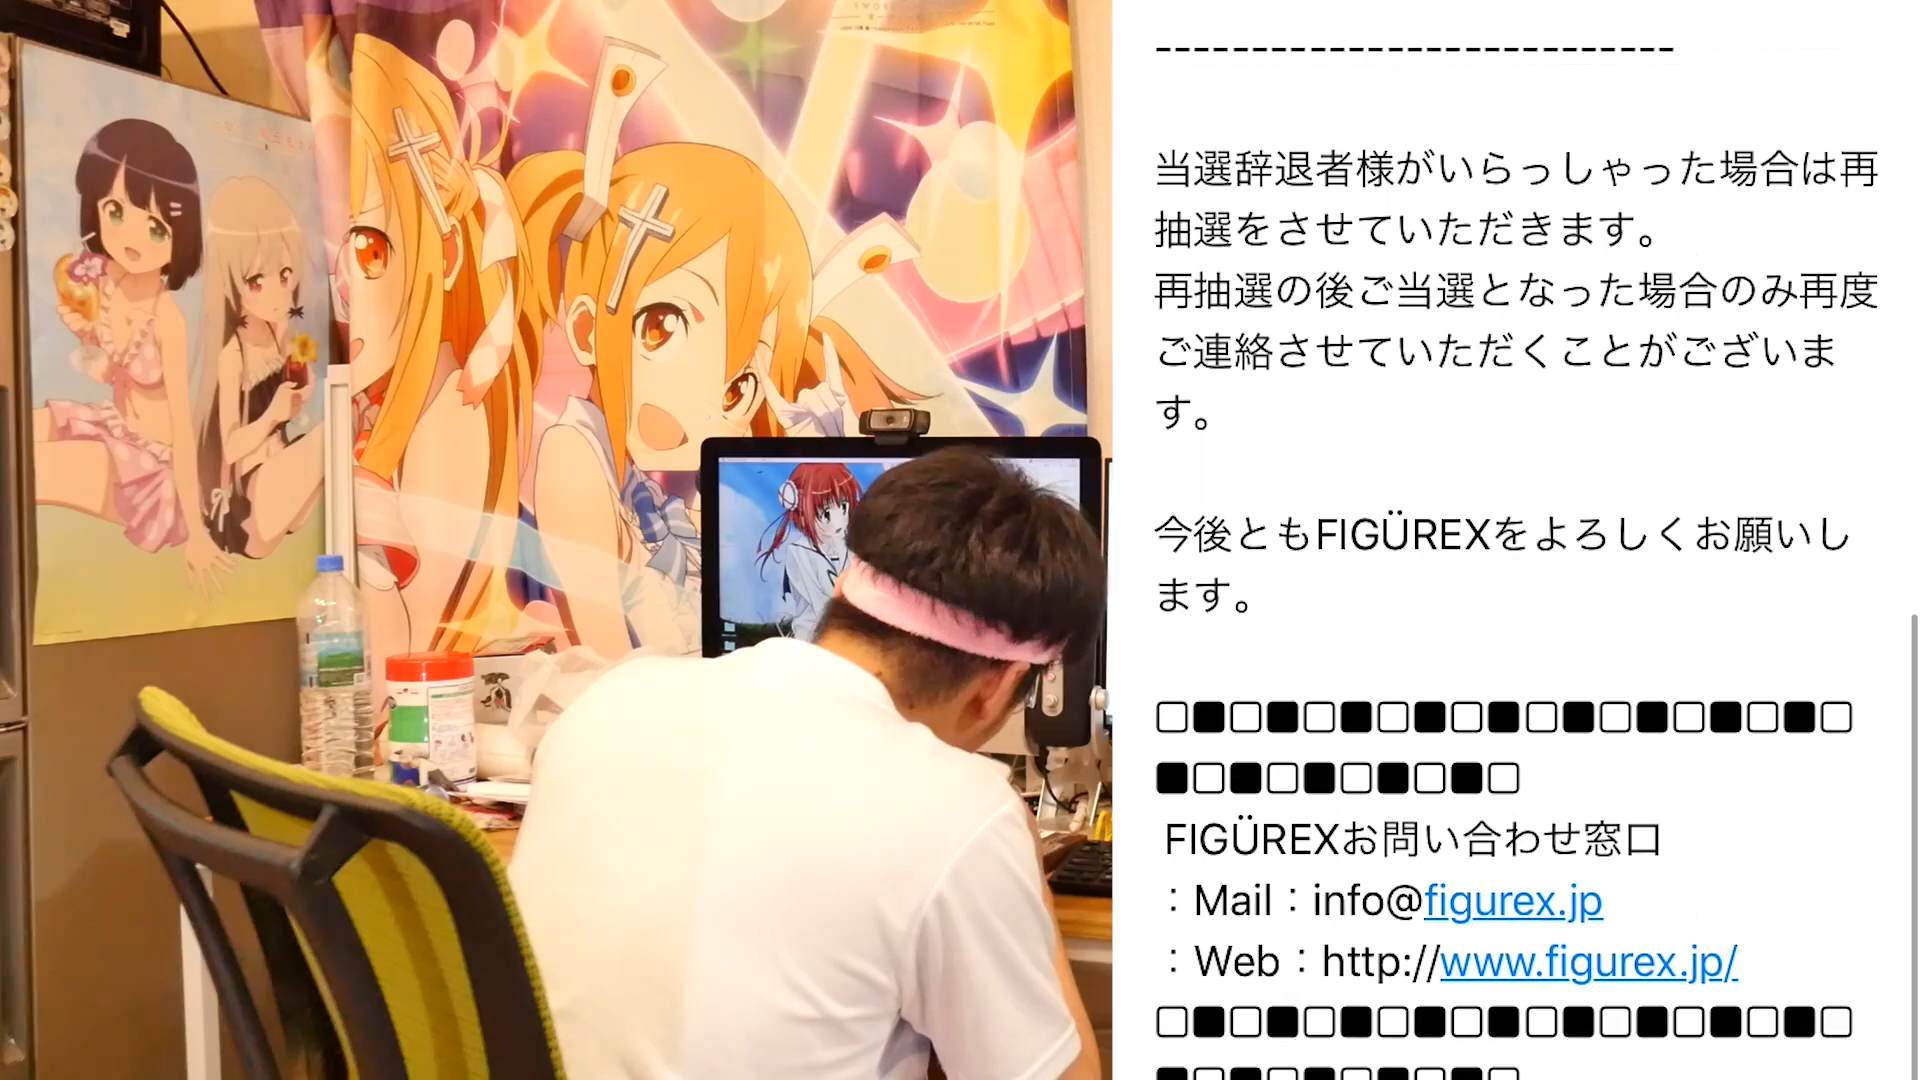 ---------------------------
当選辞退者様がいらっしゃった場合は再
抽選をさせていただきます。
再抽選の後ご当選となった場合のみ再度
ご連絡させていただくことがございま
す。
今後ともFIGÜREXをよろしくお願いし
ます。
□■□■□■□■□■□■□■□■□■□
■□■□■□■□■□
FIGÜREXお問い合わせ窓口
：Mail：info@figurex.jp
：Web：http://www.figurex.jp/
□■□■□■□■□■□■□■□■□■□
■□■□■□■□■□